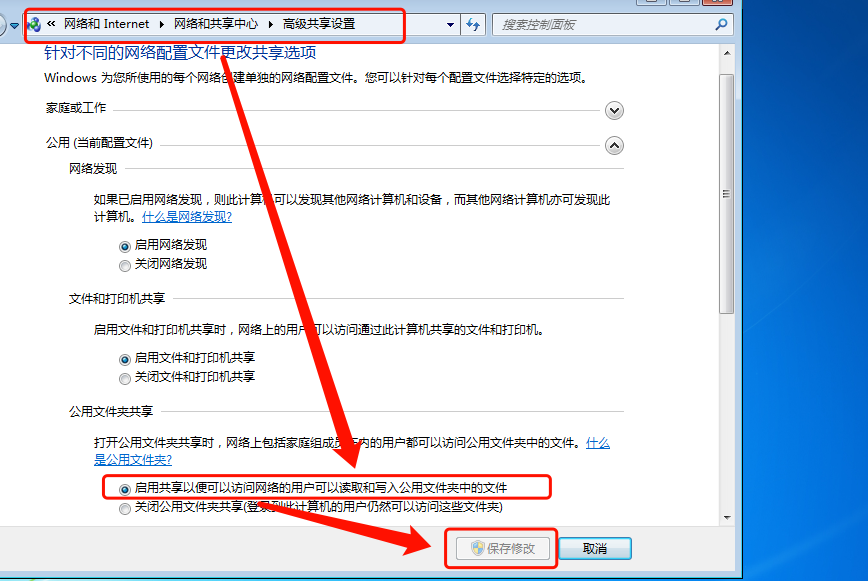 « 网络和 Internet ▸ 网络和共享中心 ▸ 高级共享设置 搜索控制面板
针对不同的网络配置文件更改共享选项
Windows 为您所使用的每个网络创建单独的网络配置文件。您可以针对每个配置文件选择特定的选项。
家庭或工作
公用 (当前配置文件)
网络发现
如果已启用网络发现，则此计算机可以发现其他网络计算机和设备，而其他网络计算机亦可发现此
计算机。什么是网络发现?
启用网络发现
关闭网络发现
文件和打印机共享
启用文件和打印机共享时，网络上的用户可以访问通过此计算机共享的文件和打印机。
启用文件和打印机共享
关闭文件和打印机共享
公用文件夹共享
打开公用文件夹共享时，网络上包括家庭组成员在内的用户都可以访问公用文件夹中的文件。什么
是公用文件夹?
启用共享以便可以访问网络的用户可以读取和写入公用文件夹中的文件
关闭公用文件夹共享(登录到此计算机的用户仍然可以访问这些文件夹)
保存修改 取消